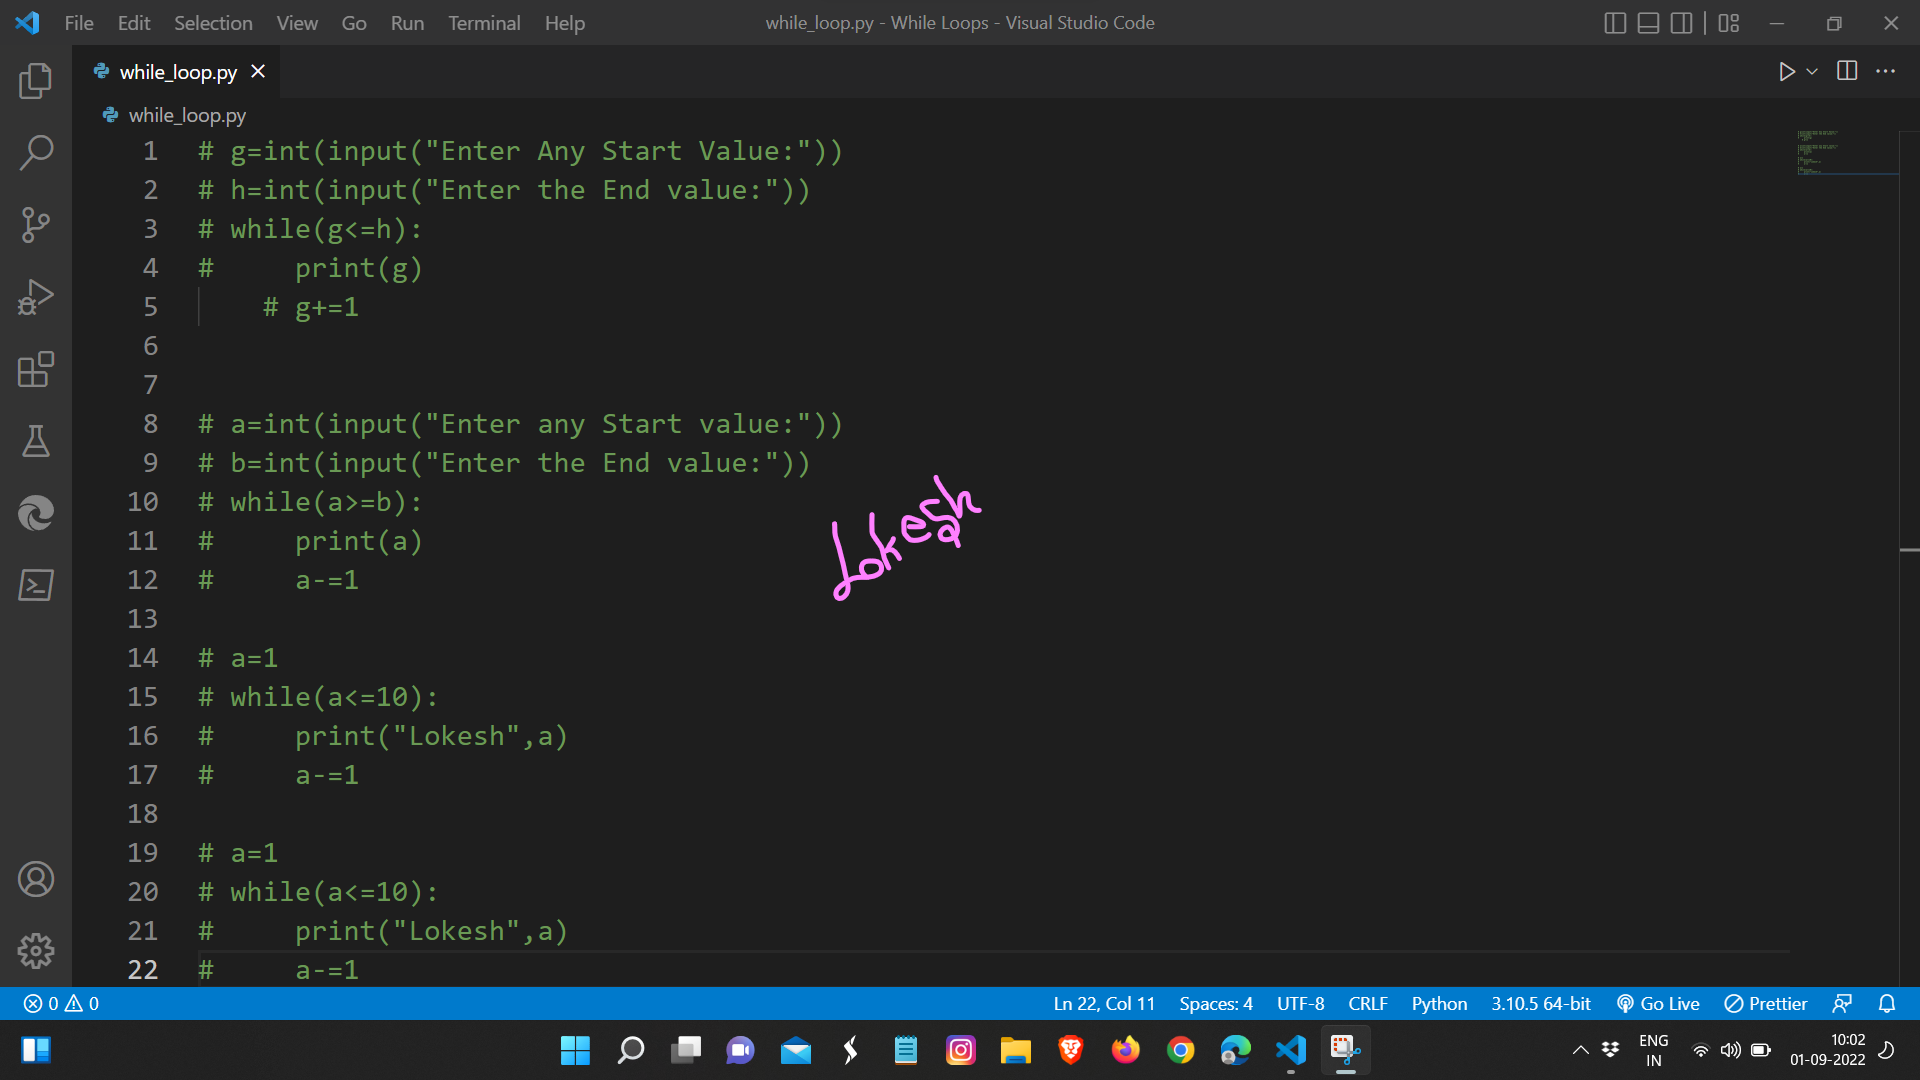 File Edit Selection View Go Run Terminal Help while_loop.py - While Loops - Visual Studio Code
while_loop.py
while_loop.py
1 # g=int(input("Enter Any Start Value:"))
2 # h=int(input("Enter the End value:"))
3 # while(g<=h):
4 #     print(g)
5     # g+=1
6
7
8 # a=int(input("Enter any Start value:"))
9 # b=int(input("Enter the End value:"))
10 # while(a>=b):
11 #     print(a)
12 #     a-=1
Lokesh
13
14 # a=1
15 # while(a<=10):
16 #     print("Lokesh",a)
17 #     a-=1
18
19 # a=1
20 # while(a<=10):
21 #     print("Lokesh",a)
22 #     a-=1
0 0 Ln 22, Col 11 Spaces: 4 UTF-8 CRLF Python 3.10.5 64-bit Go Live Prettier
ENG 10:02
IN 01-09-2022